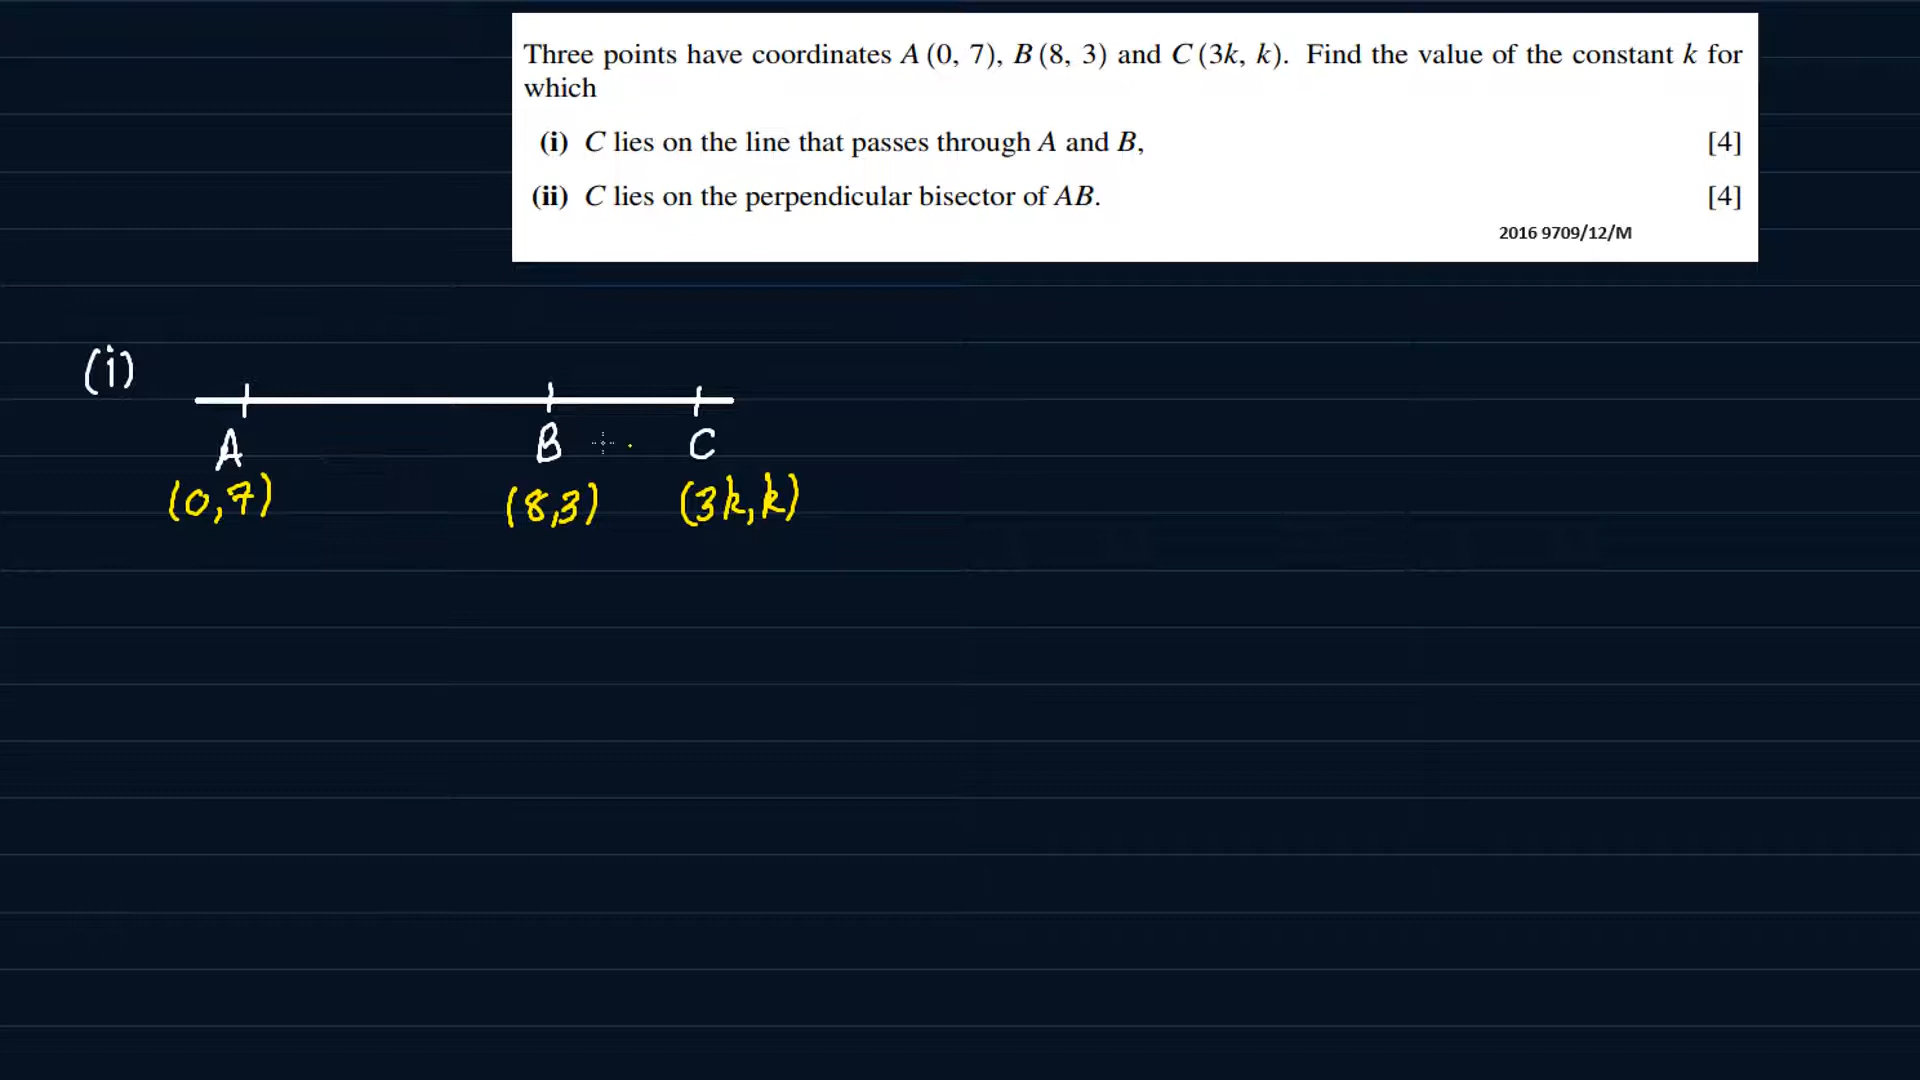 Three points have coordinates A (0, 7), B (8, 3) and C (3k, k). Find the value of the constant k for
which
(i) C lies on the line that passes through A and B, [4]
(ii) C lies on the perpendicular bisector of AB. [4]
2016 9709/12/M
(i)
A B C
(0,7) (8,3) (3k,k)